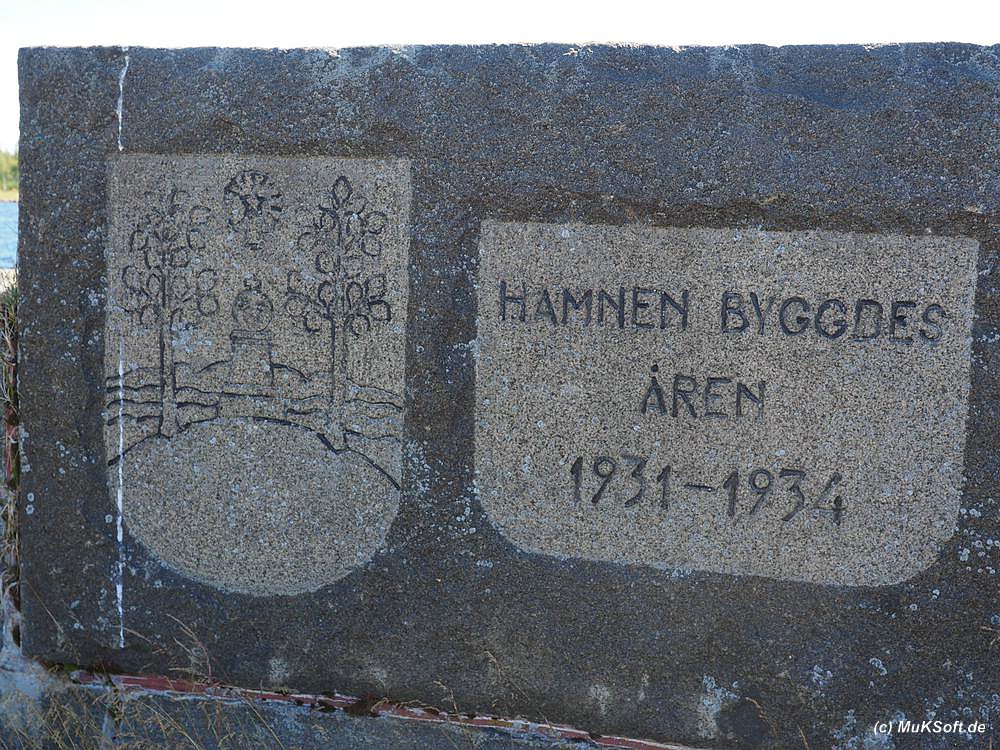 HAMNEN BYGGDES
ÅREN
1931-1934
(c) MuKSoft.de